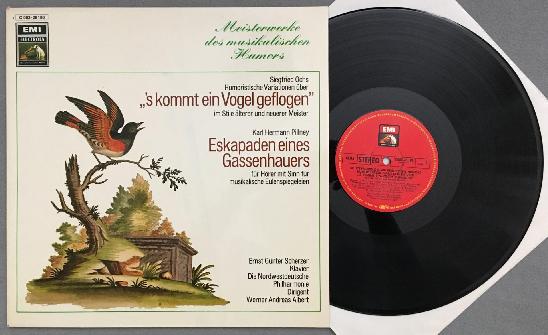 EMI
ELECTROLA
Meisterwerke
des musikalischen
Humors
Siegfried Ochs
Humoristische Variationen über
„'s kommt ein Vogel geflogen”
im Stile älterer und neuerer Meister
Karl Hermann Pillney
Eskapaden eines
Gassenhauers
für Hörer mit Sinn für
musikalische Eulenspiegeleien
Ernst Günter Scherzer
Klavier
Die Nordwestdeutsche
Philharmonie
Dirigent
Werner Andreas Albert
EMI
STEREO